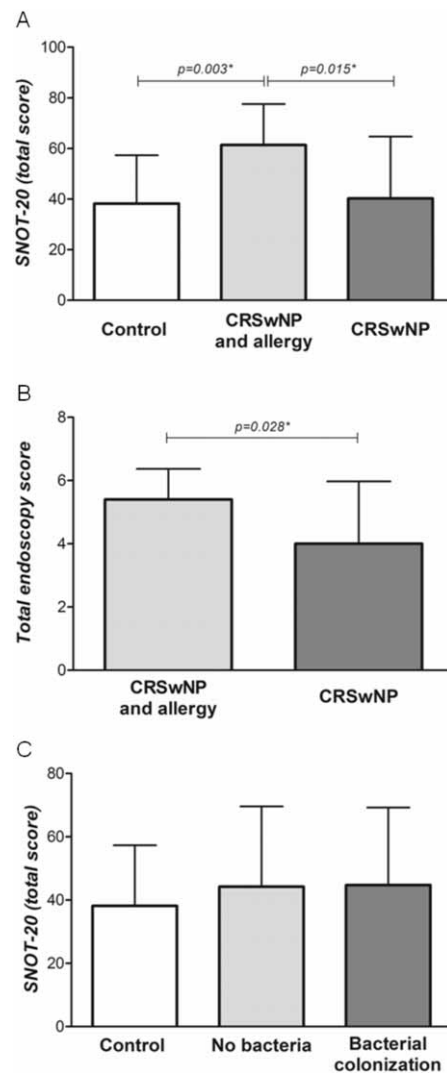 A
100
p=0.003*
p=0.015*
80
60
40
20
0
SNOT-20 (total score)
Control
CRSwNP
and allergy
CRSwNP
B
8
p=0.028*
6
4
2
0
Total endoscopy score
CRSwNP
and allergy
CRSwNP
C
80
60
40
20
0
SNOT-20 (total score)
Control
No bacteria
Bacterial
colonization